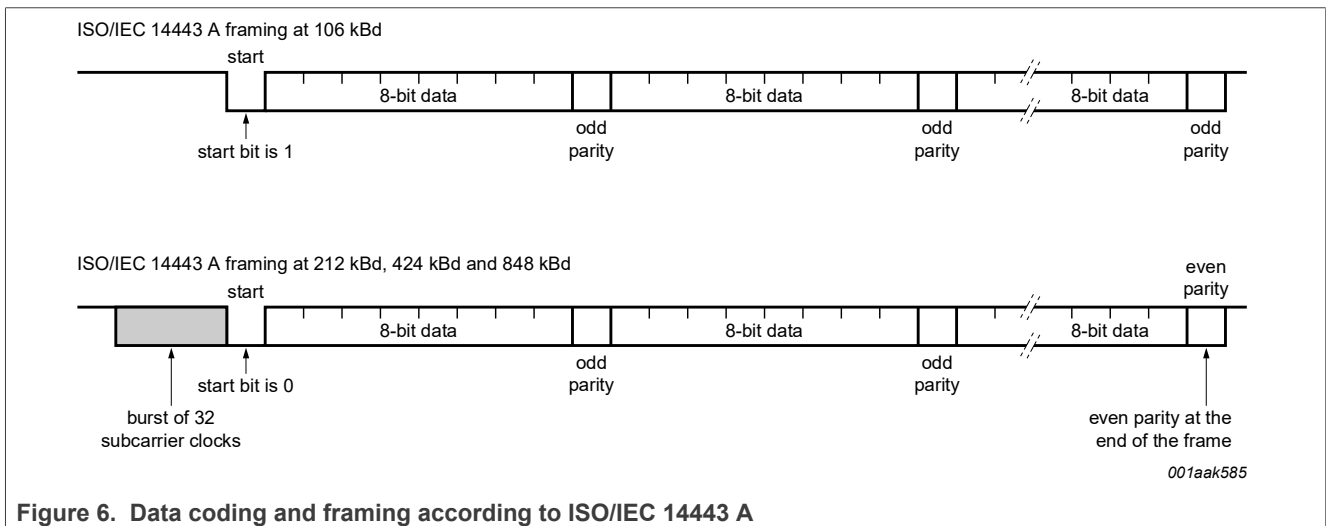 ISO/IEC 14443 A framing at 106 kBd
start
8-bit data
8-bit data
8-bit data
odd
parity
odd
parity
odd
parity
start bit is 1
ISO/IEC 14443 A framing at 212 kBd, 424 kBd and 848 kBd
even
parity
start
8-bit data
8-bit data
8-bit data
odd
parity
odd
parity
start bit is 0
burst of 32
subcarrier clocks
even parity at the
end of the frame
001aak585
Figure 6. Data coding and framing according to ISO/IEC 14443 A